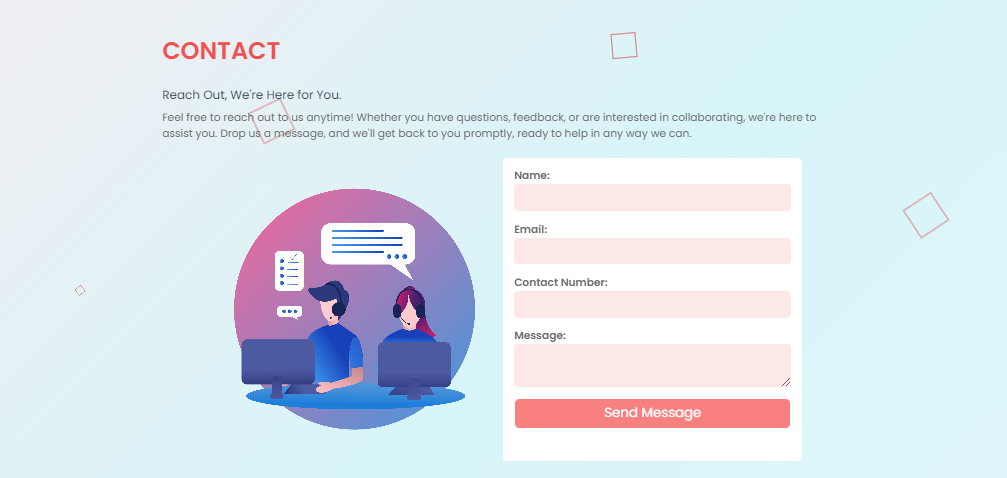 CONTACT
Reach Out, We're Here for You.
Feel free to reach out to us anytime! Whether you have questions, feedback, or are interested in collaborating, we're here to
assist you. Drop us a message, and we'll get back to you promptly, ready to help in any way we can.
Name:
Email:
Contact Number:
Message:
Send Message